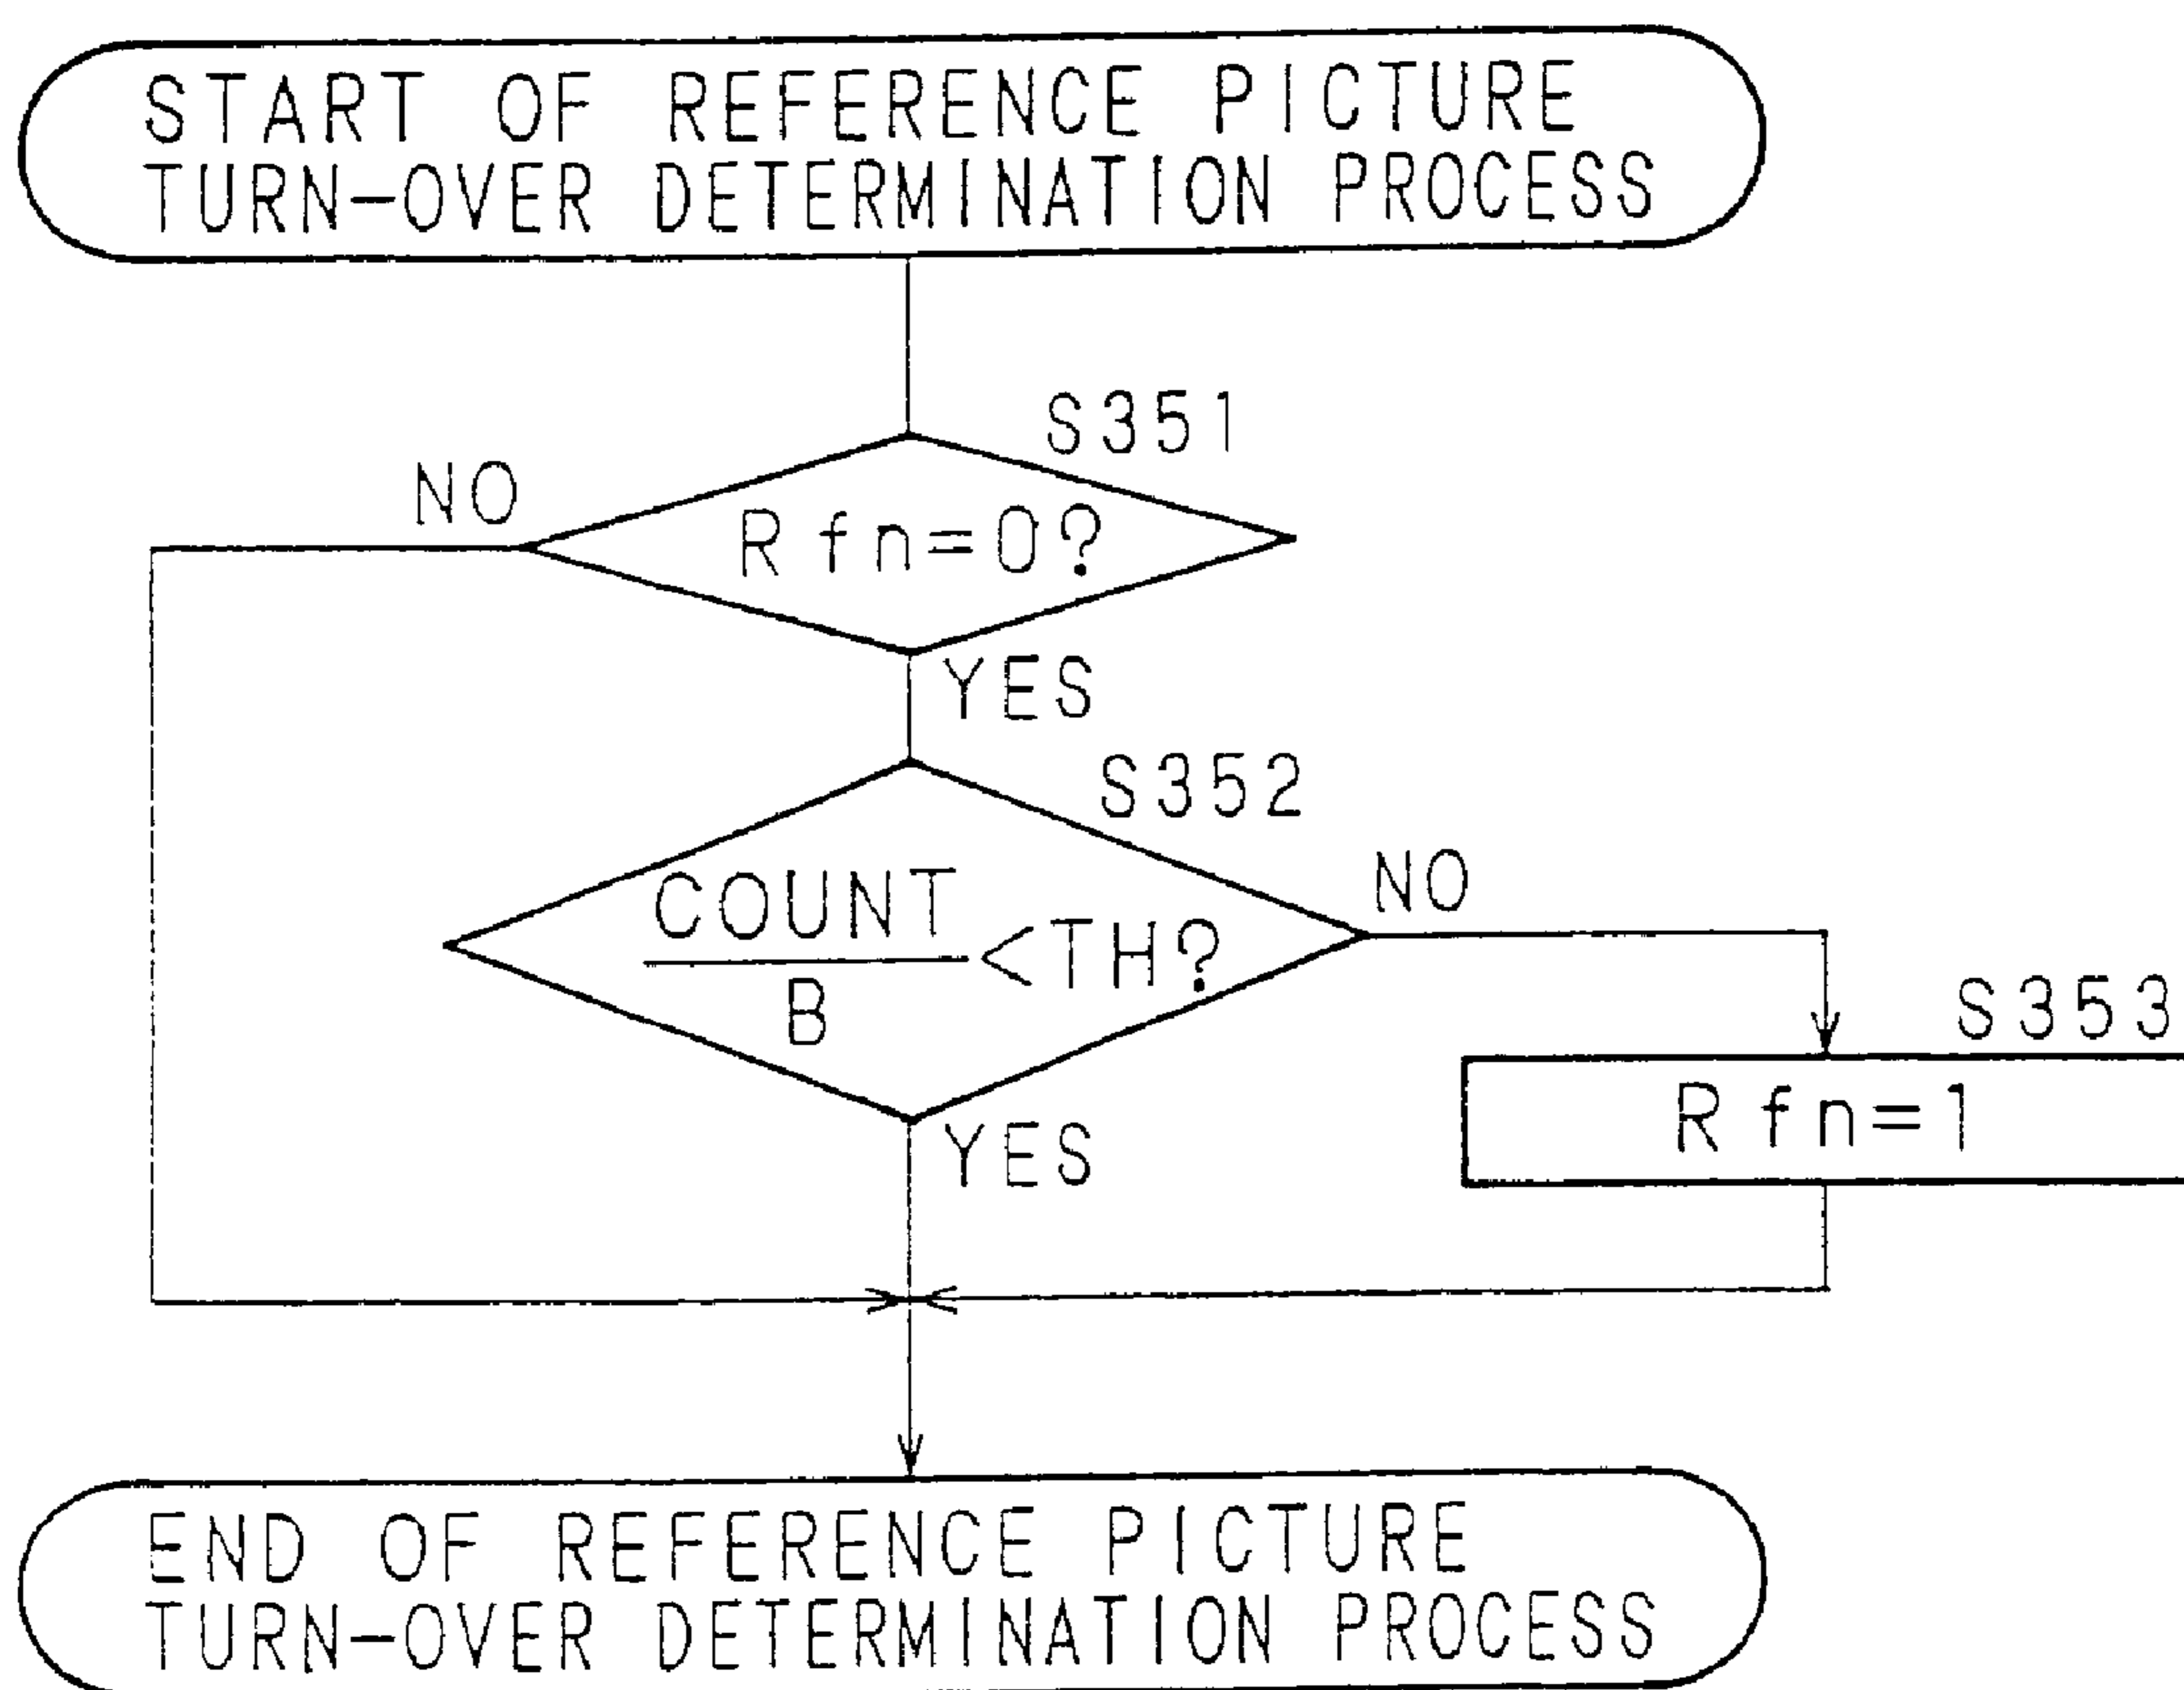 START OF REFERENCE PICTURE
TURN-OVER DETERMINATION PROCESS
S351
NO
Rfn=0?
YES
S352
COUNT
B
<TH?
NO
YES
S353
Rfn=1
END OF REFERENCE PICTURE
TURN-OVER DETERMINATION PROCESS